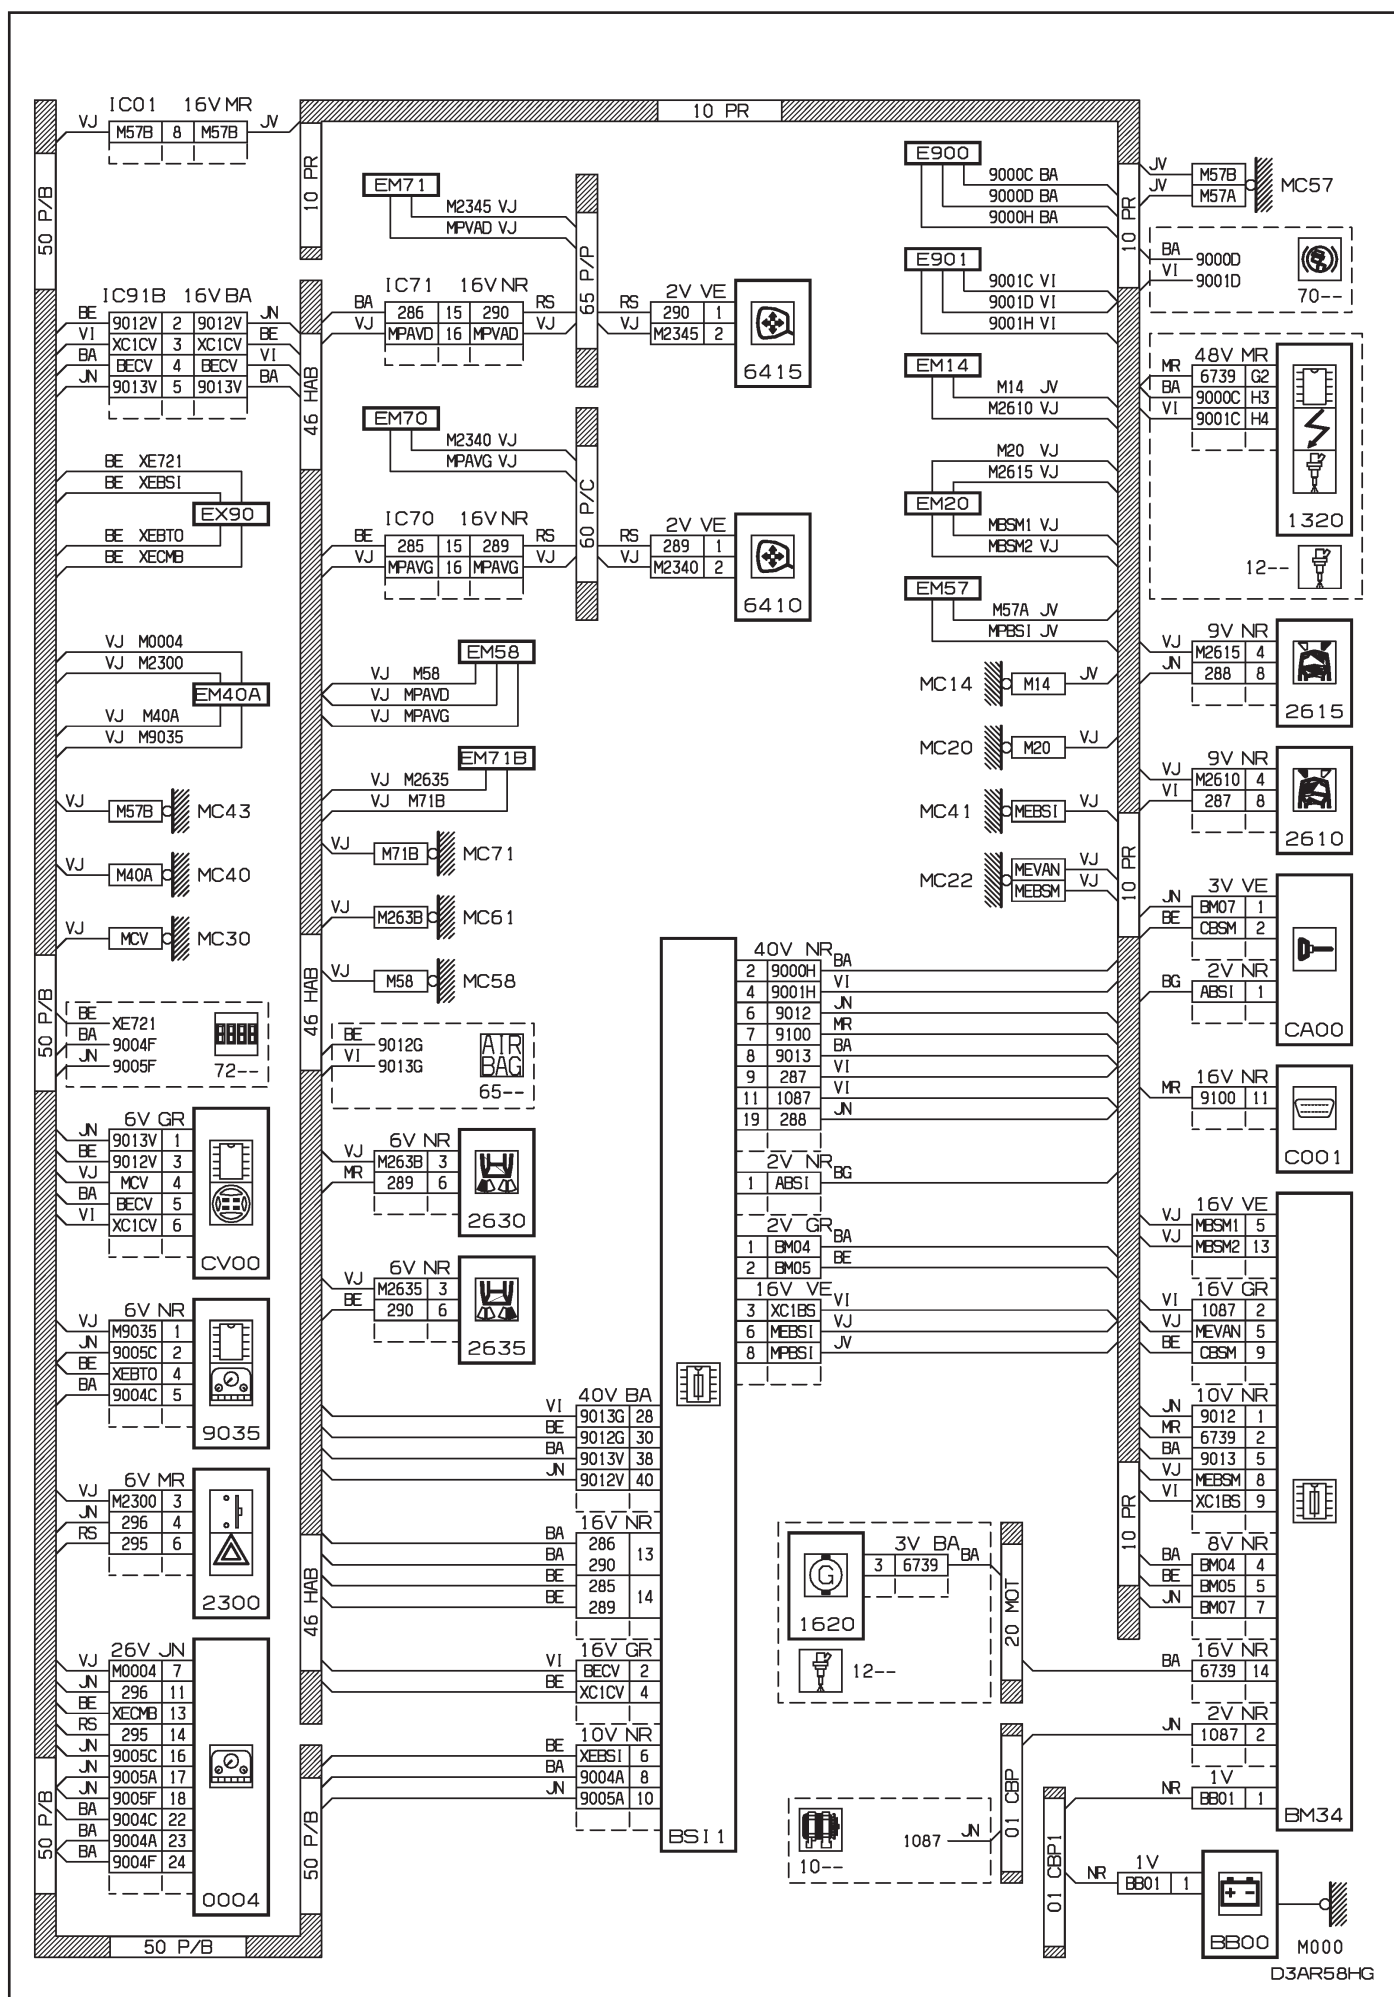 10 PR
IC01 16V MR
VJ M57B 8 M57B JV
50 P/B
10 PR
EM71
M2345 VJ
MPVAD VJ
65 P/P
IC71 16V NR
BA 286 15 290 RS
VJ MPAVD 16 MPVAD VJ
2V VE
RS 290 1
VJ M2345 2
6415
IC91B 16V BA
BE 9012V 2 9012V JN
VI XC1CV 3 XC1CV BE
BA BECV 4 BECV VI
JN 9013V 5 9013V BA
46 HAB
EM70
M2340 VJ
MPAVG VJ
60 P/C
IC70 16V NR
BE 285 15 289 RS
VJ MPAVG 16 MPAVG VJ
2V VE
RS 289 1
VJ M2340 2
6410
BE XE721
BE XEBSI
EX90
BE XEBTO
BE XECMB
VJ M0004
VJ M2300
EM40A
VJ M40A
VJ M9035
EM58
VJ M58
VJ MPAVD
VJ MPAVG
EM71B
VJ M2635
VJ M71B
VJ M57B MC43
VJ M40A MC40
VJ MCV MC30
VJ M71B MC71
VJ M263B MC61
VJ M58 MC58
46 HAB
50 P/B
BE XE721
BA 9004F
JN 9005F
72--
BE 9012G
VI 9013G
AIR
BAG
65--
6V GR
JN 9013V 1
BE 9012V 3
VJ MCV 4
BA BECV 5
VI XC1CV 6
CV00
6V NR
VJ M263B 3
MR 289 6
2630
6V NR
VJ M2635 3
BE 290 6
2635
6V NR
VJ M9035 1
JN 9005C 2
BE XEBTO 4
BA 9004C 5
9035
6V MR
VJ M2300 3
JN 296 4
RS 295 6
2300
26V JN
VJ M0004 7
JN 296 11
BE XECMB 13
RS 295 14
JN 9005C 16
JN 9005A 17
JN 9005F 18
BA 9004C 22
BA 9004A 23
BA 9004F 24
0004
50 P/B
50 P/B
46 HAB
50 P/B
40V BA
VI 9013G 28
BE 9012G 30
BA 9013V 38
JN 9012V 40
16V NR
BA 286
BA 290
13
BE 285
BE 289
14
16V GR
VI BECV 2
BE XC1CV 4
10V NR
BE XEBSI 6
BA 9004A 8
JN 9005A 10
BSI1
40V NR
2 9000H BA
4 9001H VI
6 9012 JN
7 9100 MR
8 9013 BA
9 287 VI
11 1087 VI
19 288 JN
2V NR
1 ABSI BG
2V GR
1 BM04 BA
2 BM05 BE
16V VE
3 XC1BS VI
6 MEBSI VJ
8 MPBSI JV
E900
9000C BA
9000D BA
9000H BA
E901
9001C VI
9001D VI
9001H VI
EM14
M14 JV
M2610 VJ
M20 VJ
M2615 VJ
EM20
MBSM1 VJ
MBSM2 VJ
EM57
M57A JV
MPBSI JV
MC14 M14 JV
MC20 M20 VJ
MC41 MEBSI VJ
MC22 MEVAN VJ
MEBSM VJ
10 PR
10 PR
10 PR
JV M57B
JV M57A
MC57
BA 9000D
VI 9001D
70--
48V MR
MR 6739 G2
BA 9000C H3
VI 9001C H4
1320
12--
9V NR
VJ M2615 4
JN 288 8
2615
9V NR
VJ M2610 4
VI 287 8
2610
3V VE
JN BM07 1
BE CBSM 2
2V NR
BG ABSI 1
CA00
16V NR
MR 9100 11
C001
16V VE
VJ MBSM1 5
VJ MBSM2 13
16V GR
VI 1087 2
VJ MEVAN 5
BE CBSM 9
10V NR
JN 9012 1
MR 6739 2
BA 9013 5
VJ MEBSM 8
VI XC1BS 9
8V NR
BA BM04 4
BE BM05 5
JN BM07 7
16V NR
BA 6739 14
2V NR
JN 1087 2
1V
NR BB01 1
BM34
G
3V BA
3 6739 BA
1620
12--
20 MOT
01 CBP
1087 JN
10--
01 CBP1
1V
NR BB01 1
+ -
BB00
M000
D3AR58HG